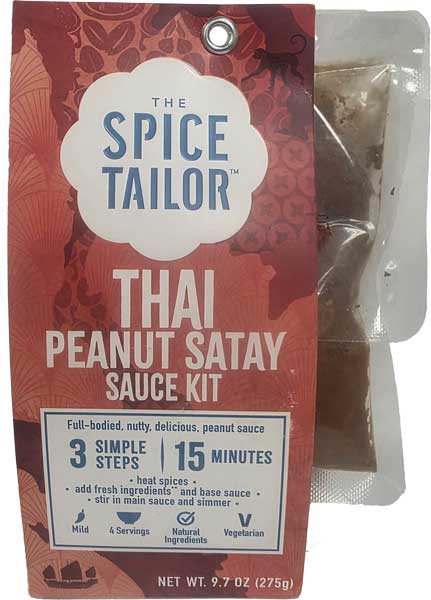 THE
SPICE
TAILOR™
THAI
PEANUT SATAY
SAUCE KIT
Full-bodied, nutty, delicious, peanut sauce
3 SIMPLE STEPS | 15 MINUTES
• heat spices •
• add fresh ingredients** and base sauce •
• stir in main sauce and simmer •
Mild 4 Servings Natural Ingredients Vegetarian
NET WT. 9.7 OZ (275g)